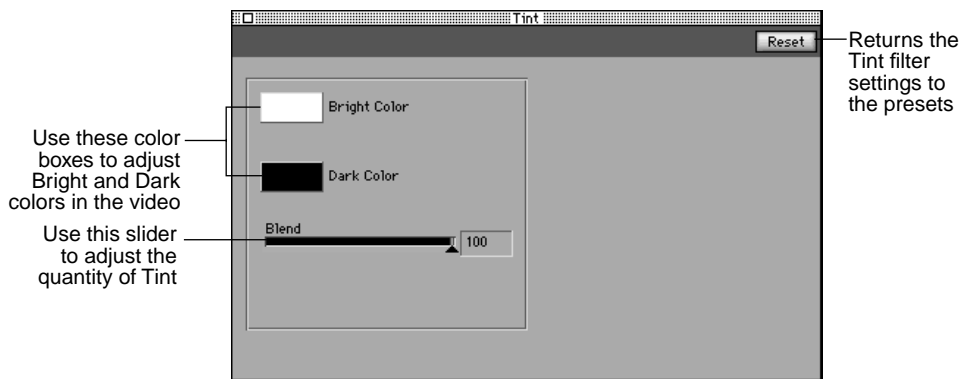 Tint
Reset
Returns the
Tint filter
settings to
the presets
Bright Color
Use these color
boxes to adjust
Bright and Dark
colors in the video
Dark Color
Use this slider
to adjust the
quantity of Tint
Blend
100